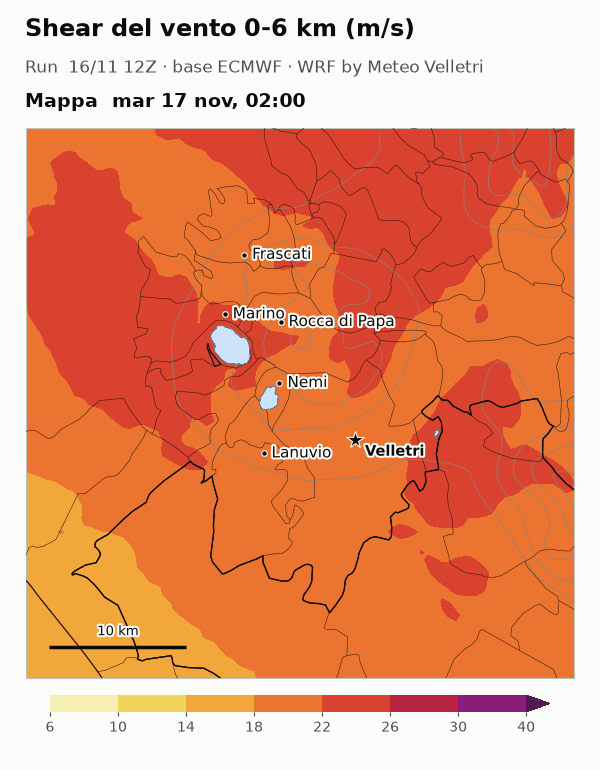 Shear del vento 0-6 km (m/s)
Run 16/11 12Z · base ECMWF · WRF by Meteo Velletri
Mappa mar 17 nov, 02:00
Frascati
Marino
Rocca di Papa
Nemi
Velletri
Lanuvio
10 km
6 10 14 18 22 26 30 40